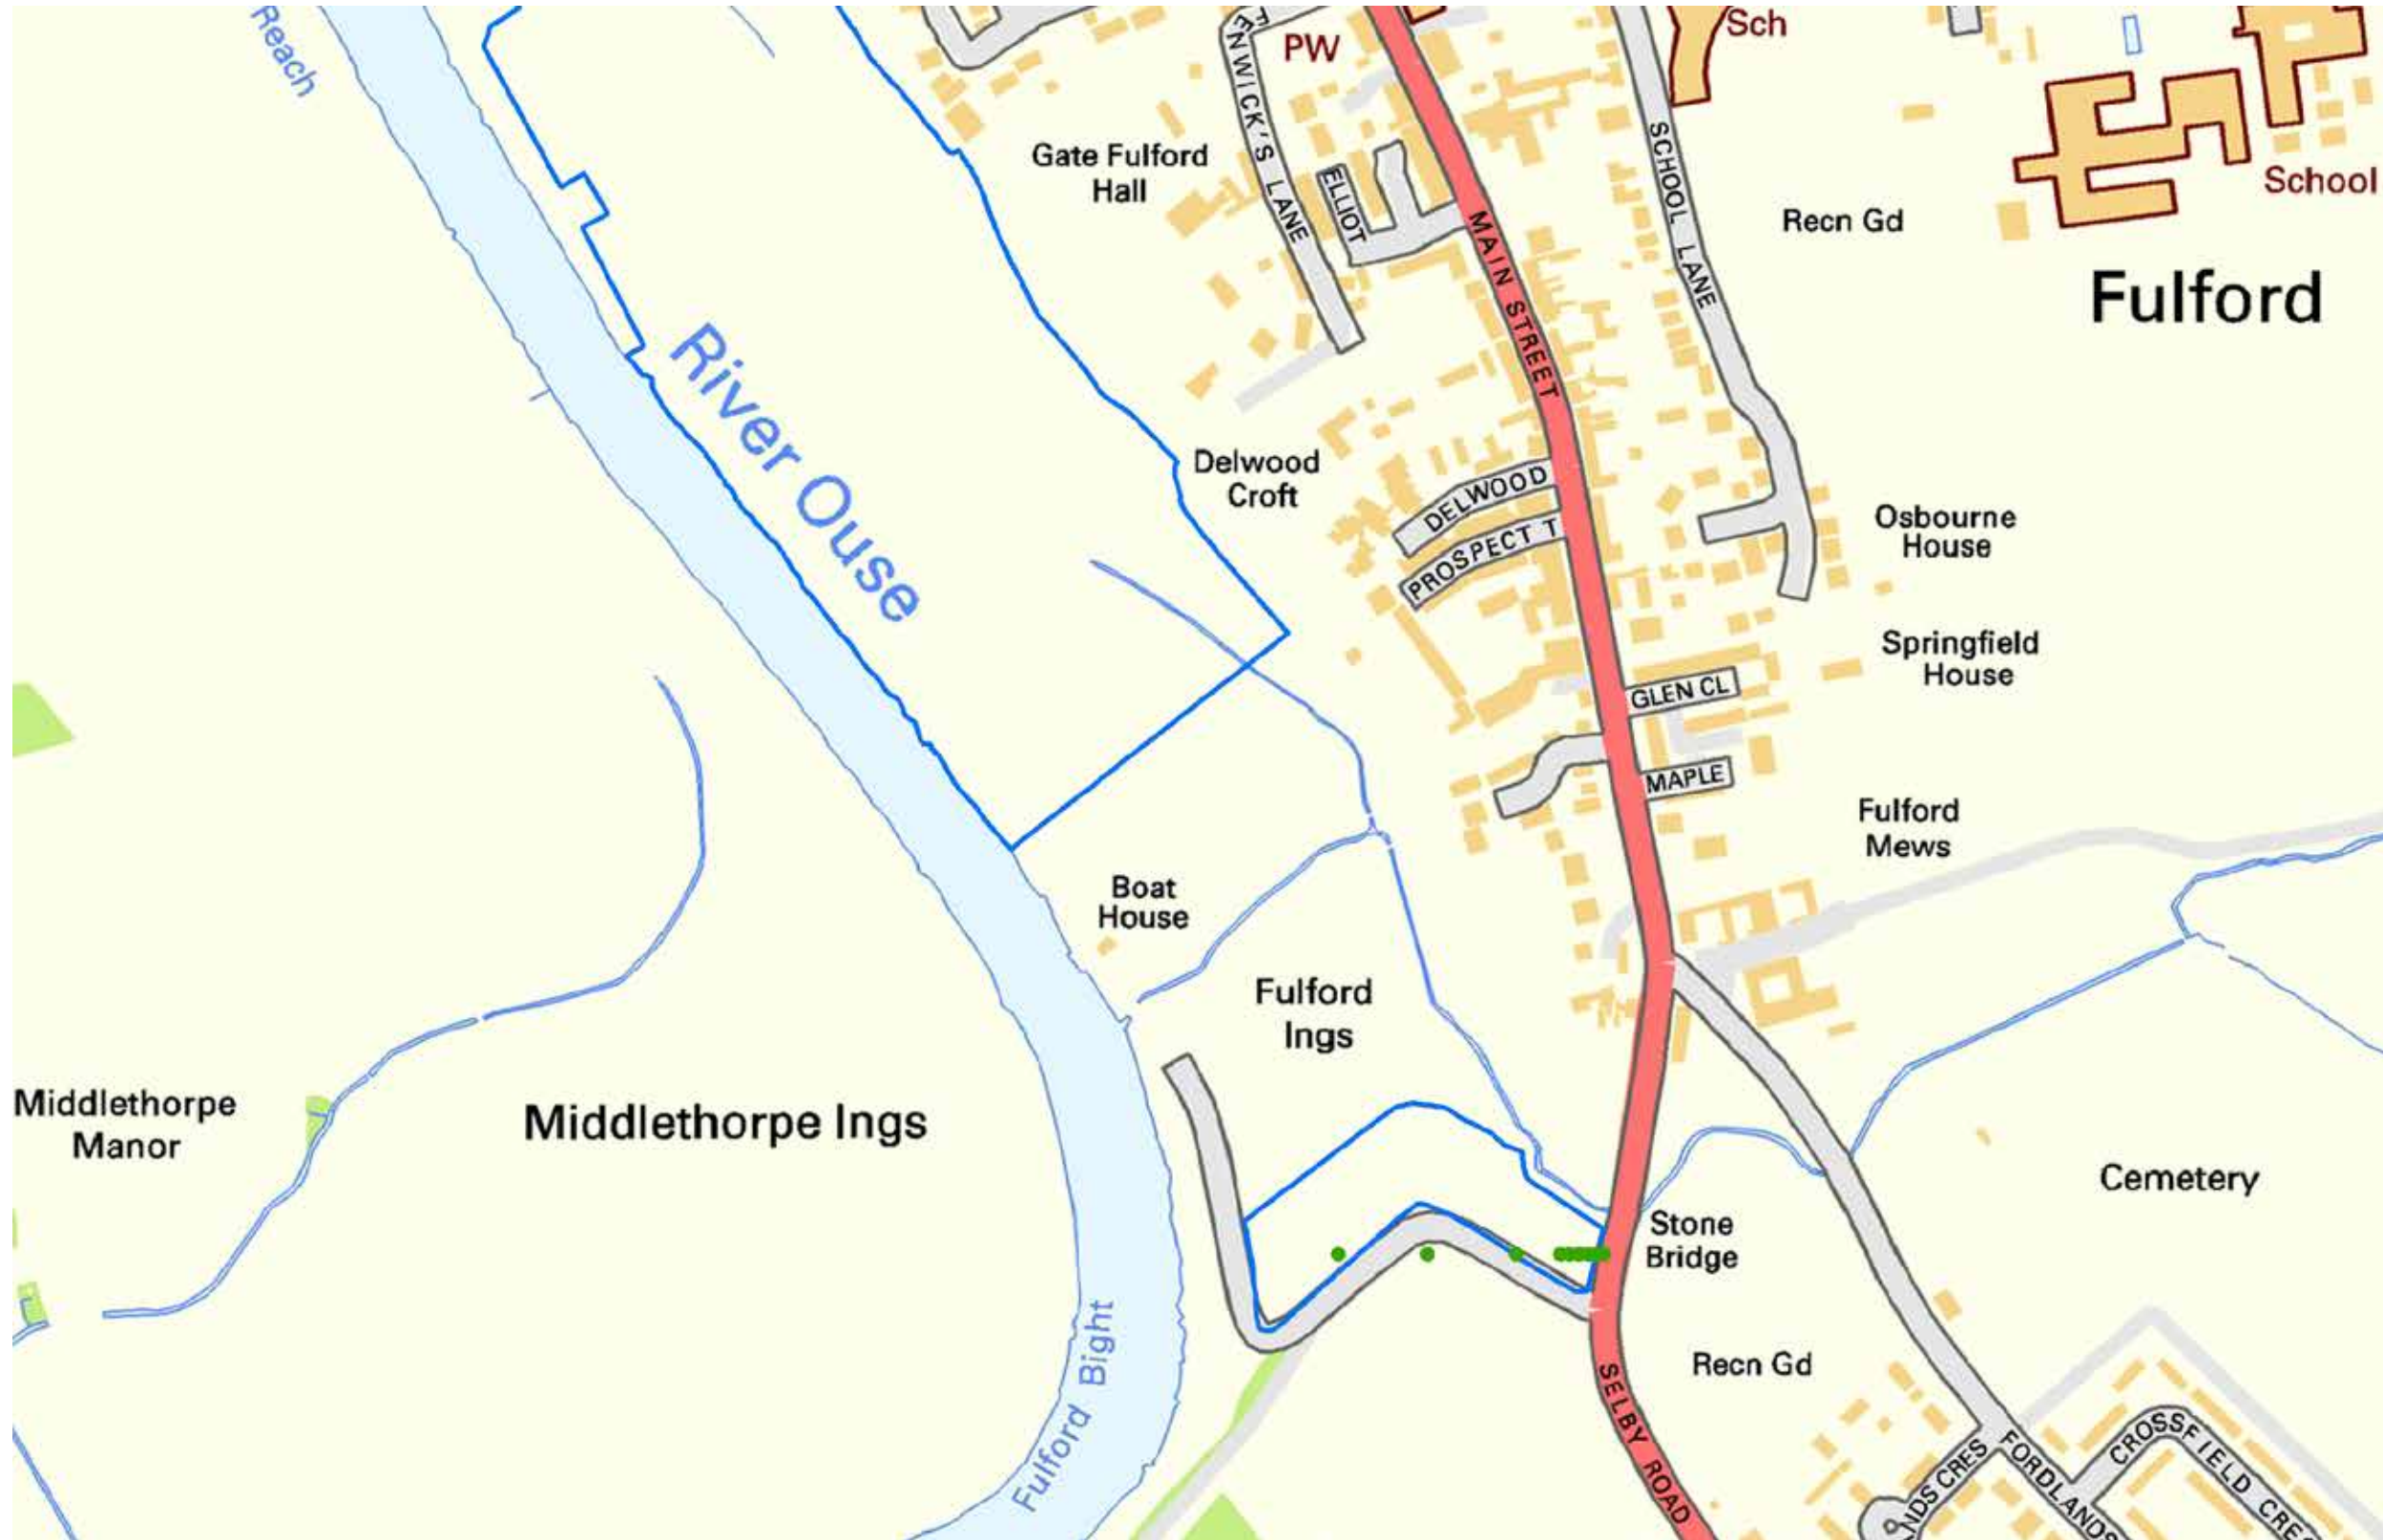 Reach
FENWICK'S LANE
PW
Sch
School
Gate Fulford
Hall
ELLIOT
MAIN STREET
SCHOOL LANE
Recn Gd
Fulford
River Ouse
Delwood
Croft
DELWOOD
PROSPECT T
Osbourne
House
Springfield
House
GLEN CL
MAPLE
Fulford
Mews
Boat
House
Fulford
Ings
Middlethorpe
Manor
Middlethorpe Ings
Cemetery
Stone
Bridge
Fulford Bight
Recn Gd
SELBY ROAD
NDS CRES
FORDLANDS
CROSSFIELD CRES